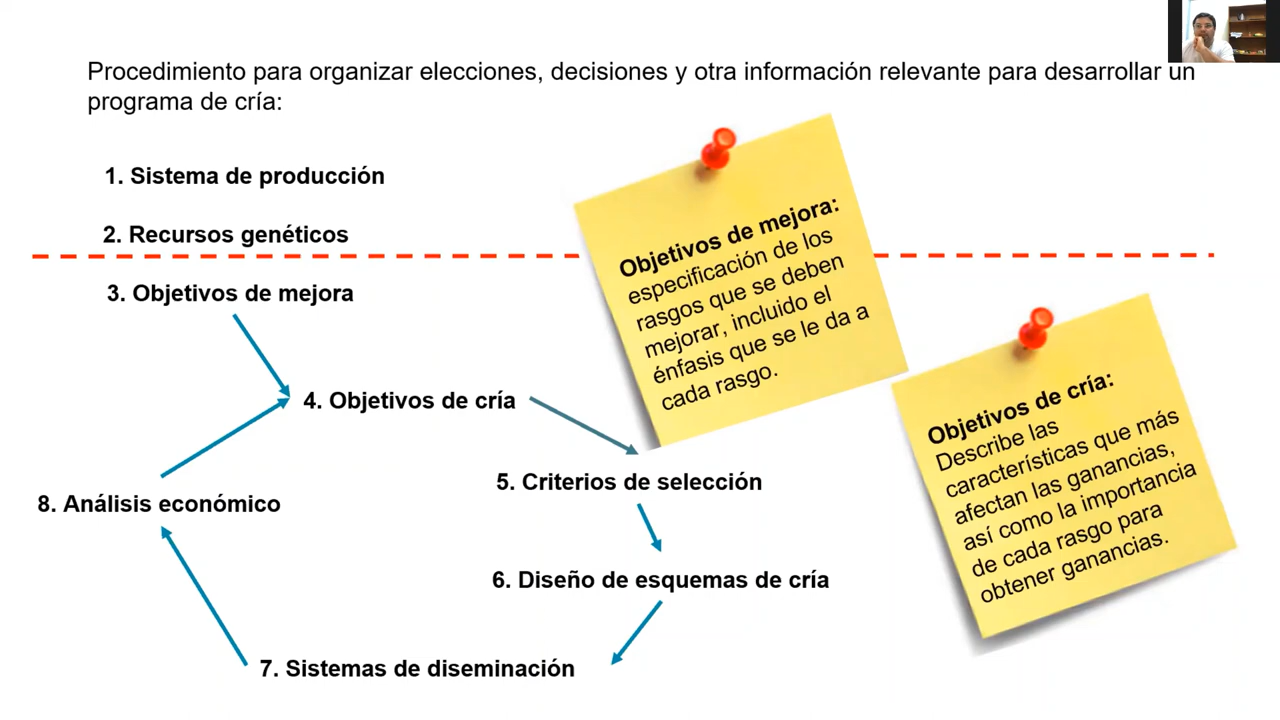 Procedimiento para organizar elecciones, decisiones y otra información relevante para desarrollar un
programa de cría:
1. Sistema de producción
2. Recursos genéticos
3. Objetivos de mejora
4. Objetivos de cría
5. Criterios de selección
6. Diseño de esquemas de cría
7. Sistemas de diseminación
8. Análisis económico
Objetivos de mejora:
especificación de los
rasgos que se deben
mejorar, incluido el
énfasis que se le da a
cada rasgo.
Objetivos de cría:
Describe las
características que más
afectan las ganancias,
así como la importancia
de cada rasgo para
obtener ganancias.